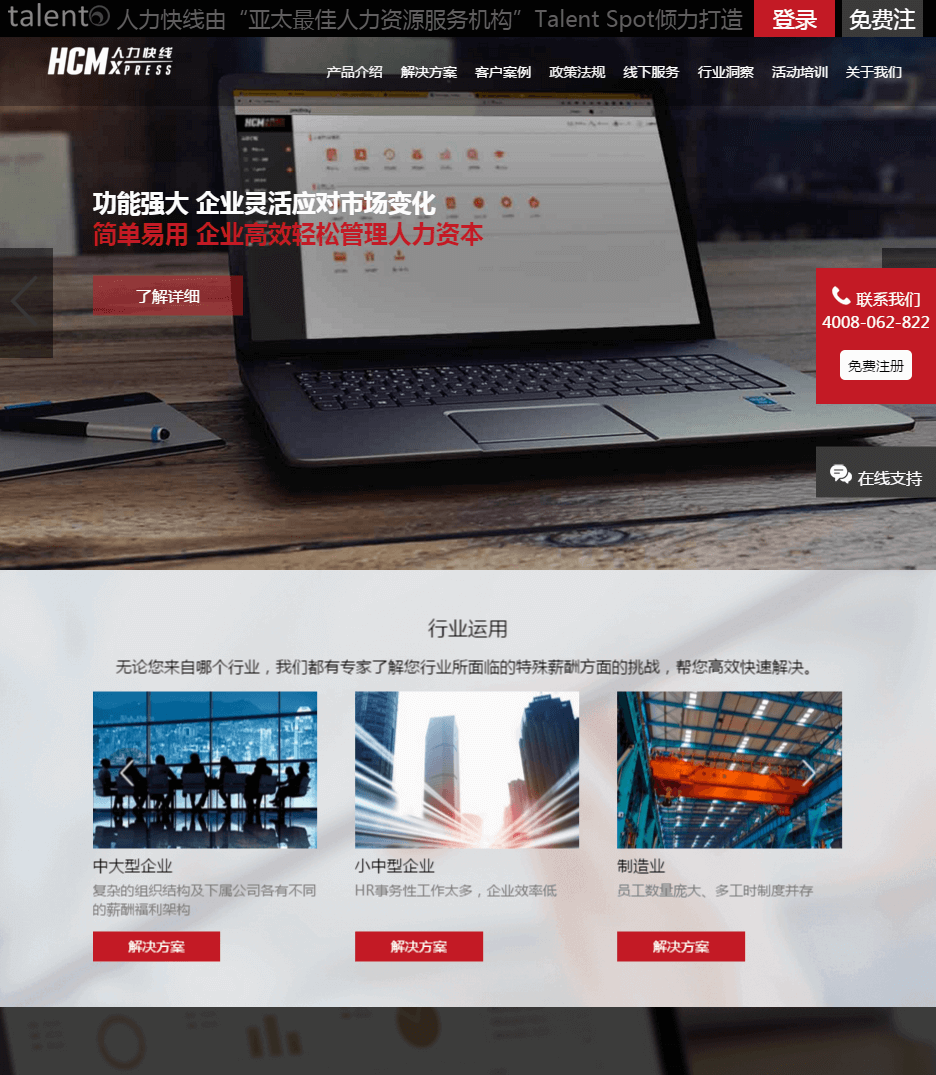 talent
人力快线由“亚太最佳人力资源服务机构”Talent Spot倾力打造
登录
免费注
HCM人力快线
XPRESS
产品介绍 解决方案 客户案例 政策法规 线下服务 行业洞察 活动培训 关于我们
HCM
功能强大 企业灵活应对市场变化
简单易用 企业高效轻松管理人力资本
了解详细
联系我们
4008-062-822
免费注册
在线支持
行业运用
无论您来自哪个行业，我们都有专家了解您行业所面临的特殊薪酬方面的挑战，帮您高效快速解决。
中大型企业
复杂的组织结构及下属公司各有不同
的薪酬福利架构
解决方案
小中型企业
HR事务性工作太多，企业效率低
解决方案
制造业
员工数量庞大、多工时制度并存
解决方案